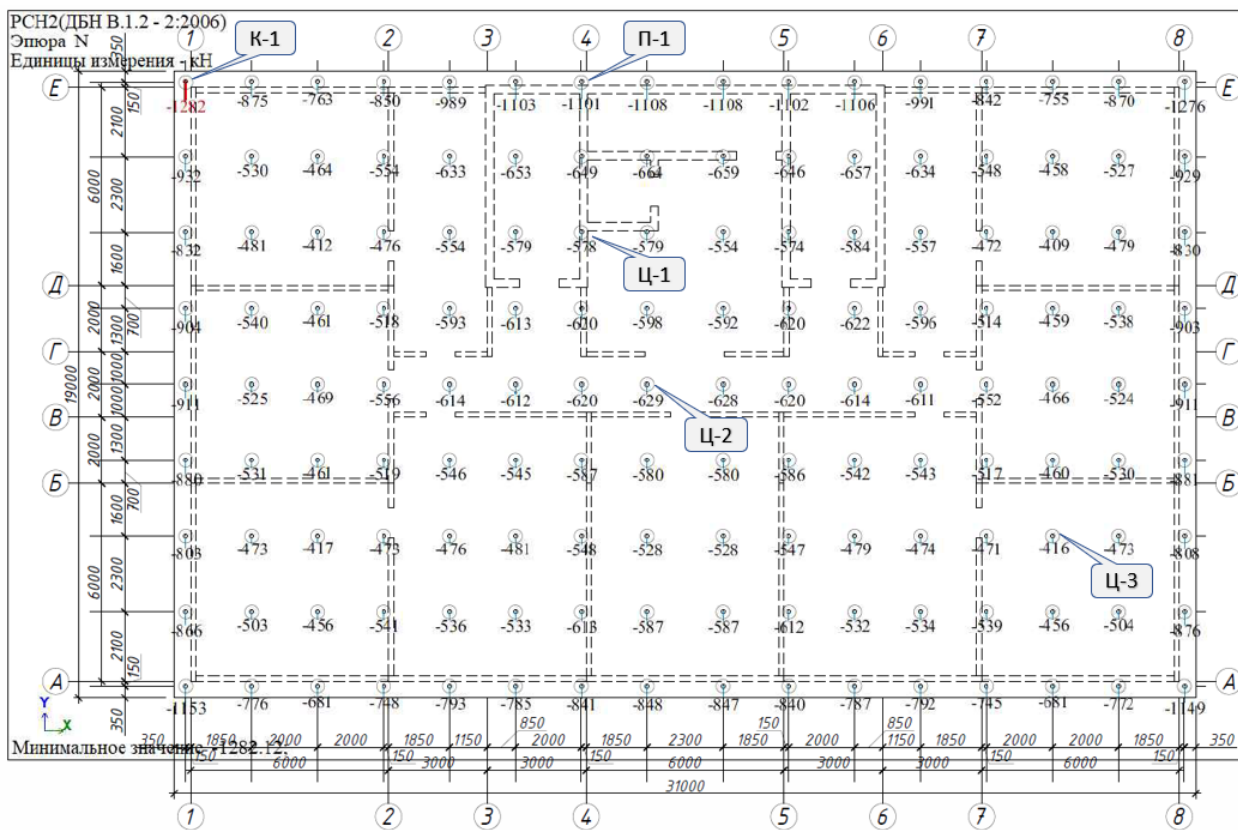 РСН2(ДБН В.1.2 - 2:2006)
Эпюра N
Единицы измерения - кН
К-1
П-1
1 2 3 4 5 6 7 8
Е Е
-1282 -875 -763 -850 -989 -1103 -1101 -1108 -1108 -1102 -1106 -991 -842 -755 -870 -1276
-932 -530 -464 -554 -633 -653 -649 -664 -659 -646 -657 -634 -548 -458 -527 -929
-832 -481 -412 -476 -554 -579 -578 -579 -554 -574 -584 -557 -472 -409 -479 -830
Ц-1
Д Д
-904 -540 -461 -518 -593 -613 -620 -598 -592 -620 -622 -596 -514 -459 -538 -903
Г Г
-911 -525 -469 -556 -614 -612 -620 -629 -628 -620 -614 -611 -552 -466 -524 -911
В В
Ц-2
-880 -531 -461 -519 -546 -545 -587 -580 -580 -586 -542 -543 -517 -460 -530 -881
Б Б
-803 -473 -417 -473 -476 -481 -548 -528 -528 -547 -479 -474 -471 -416 -473 -808
Ц-3
-866 -503 -456 -541 -536 -533 -613 -587 -587 -612 -532 -534 -539 -456 -504 -876
А А
-1153 -776 -681 -748 -793 -785 -841 -848 -847 -840 -787 -792 -745 -681 -772 -1149
350 150 2100 2300 1600 700 1300 1000 1000 1300 700 1600 2300 2100 150 350
6000 2000 2000 2000 6000
19000
Y
X
Минимальное значение -1282.12.
850 150 850
350 1850 2000 2000 1850 1150 2000 1850 2300 1850 2000 1150 1850 2000 2000 1850 350
150 6000 150 3000 3000 150 6000 3000 3000 150 6000 150
31000
1 2 3 4 5 6 7 8